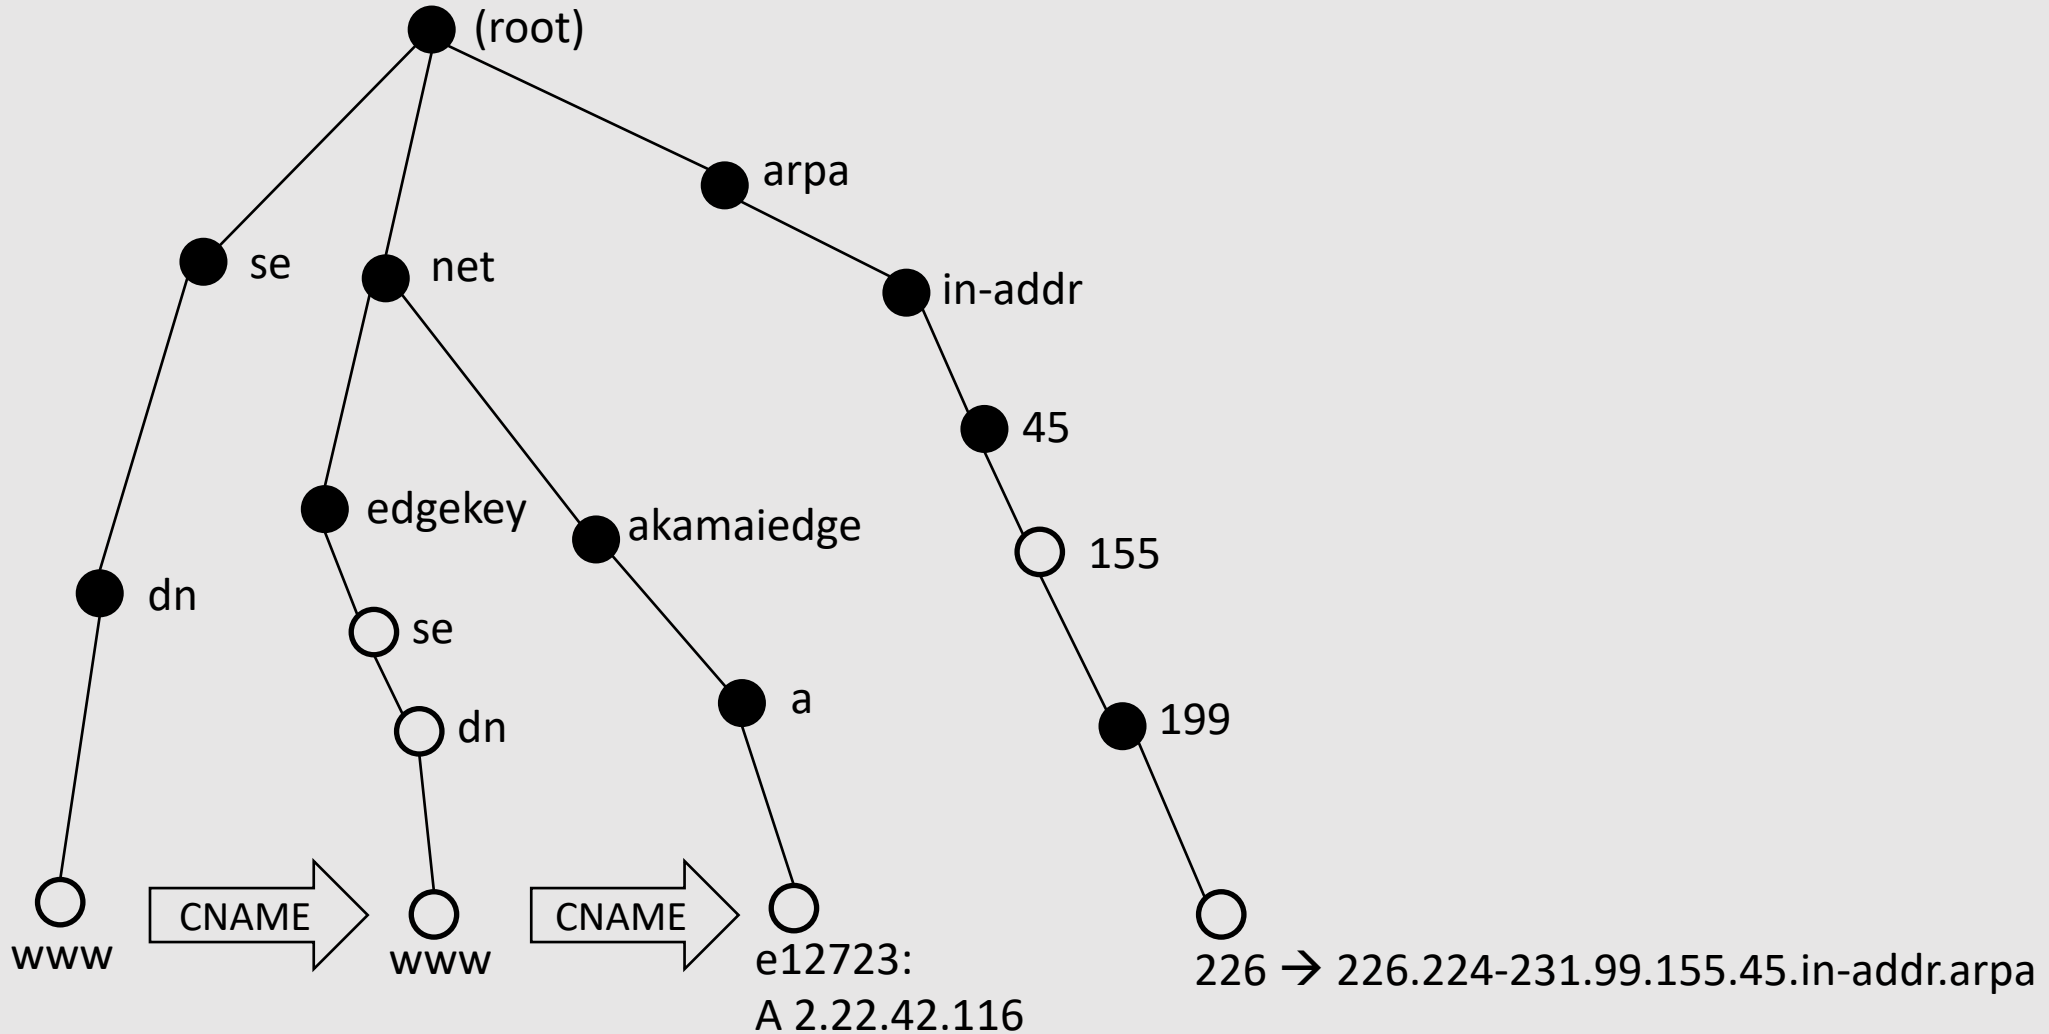 (root)
arpa
se
net
in-addr
45
edgekey
akamaiedge
155
dn
se
a
199
dn
CNAME
CNAME
www
www
e12723:
A 2.22.42.116
226 → 226.224-231.99.155.45.in-addr.arpa